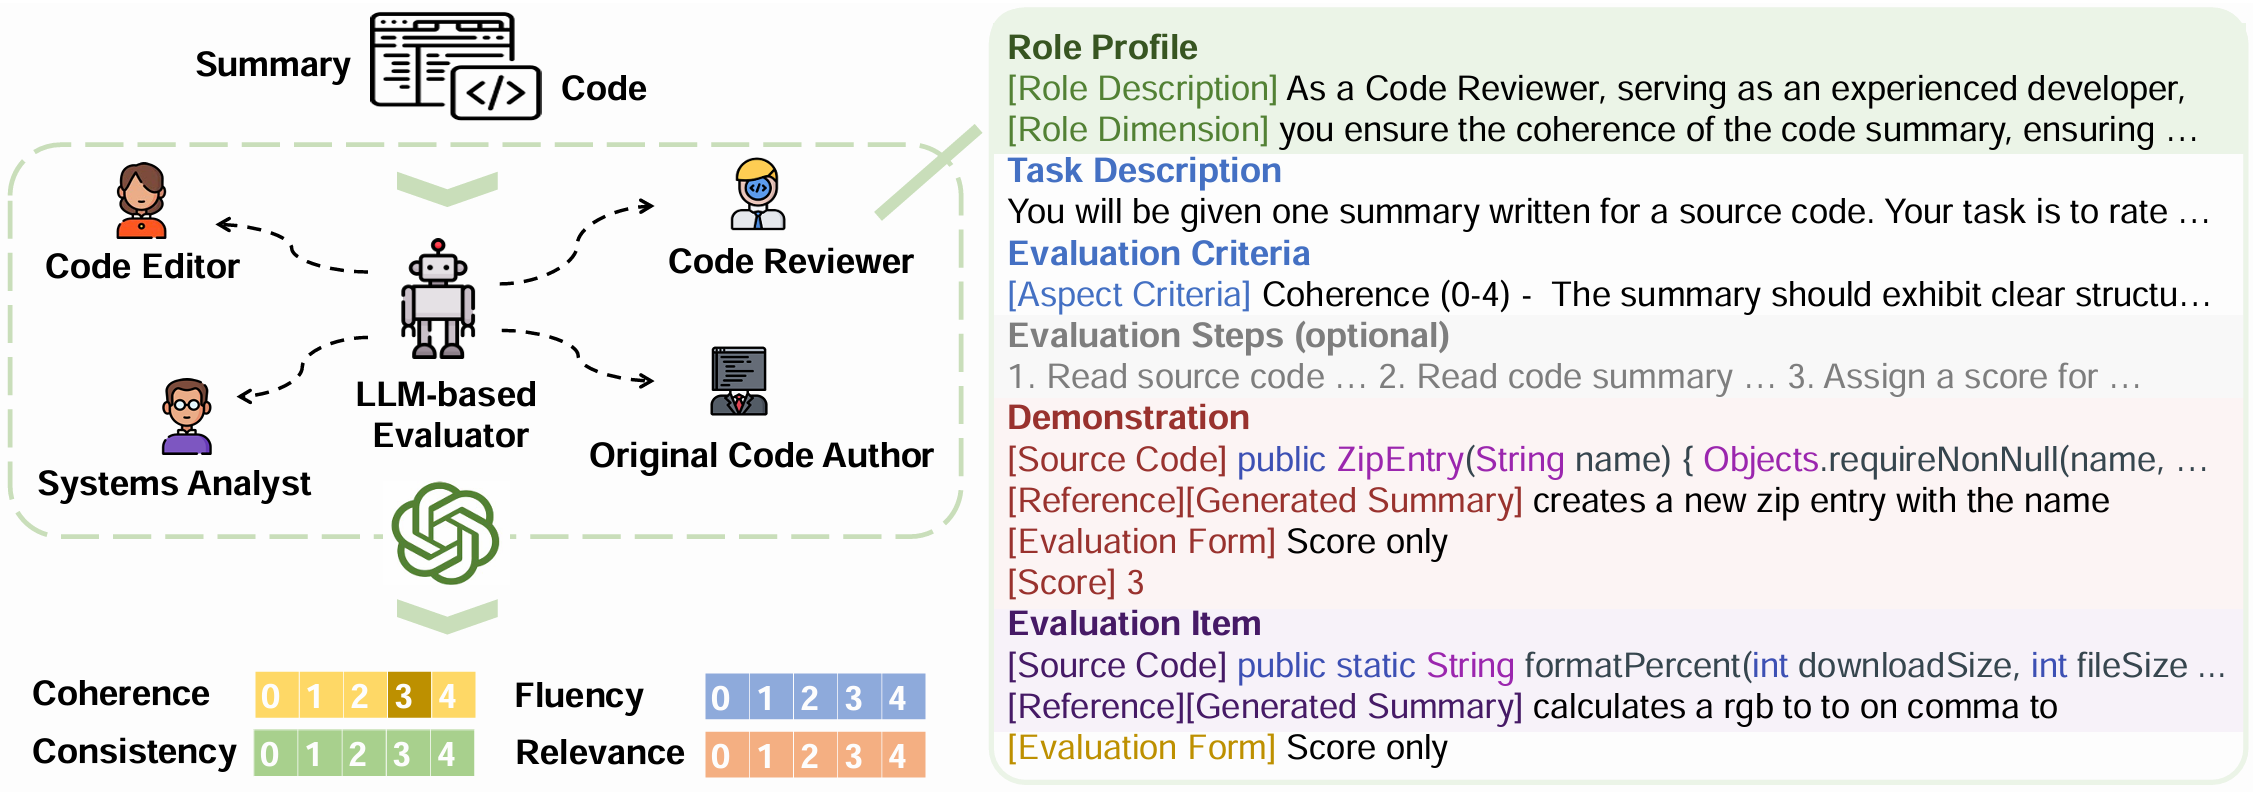 Summary
Code
</>
Code Editor
Code Reviewer
LLM-based
Evaluator
Systems Analyst
Original Code Author
Coherence 0 1 2 3 4
Fluency 0 1 2 3 4
Consistency 0 1 2 3 4
Relevance 0 1 2 3 4
Role Profile
[Role Description] As a Code Reviewer, serving as an experienced developer,
[Role Dimension] you ensure the coherence of the code summary, ensuring …
Task Description
You will be given one summary written for a source code. Your task is to rate …
Evaluation Criteria
[Aspect Criteria] Coherence (0-4) - The summary should exhibit clear structu…
Evaluation Steps (optional)
1. Read source code … 2. Read code summary … 3. Assign a score for …
Demonstration
[Source Code] public ZipEntry(String name) { Objects.requireNonNull(name, …
[Reference][Generated Summary] creates a new zip entry with the name
[Evaluation Form] Score only
[Score] 3
Evaluation Item
[Source Code] public static String formatPercent(int downloadSize, int fileSize ...
[Reference][Generated Summary] calculates a rgb to to on comma to
[Evaluation Form] Score only